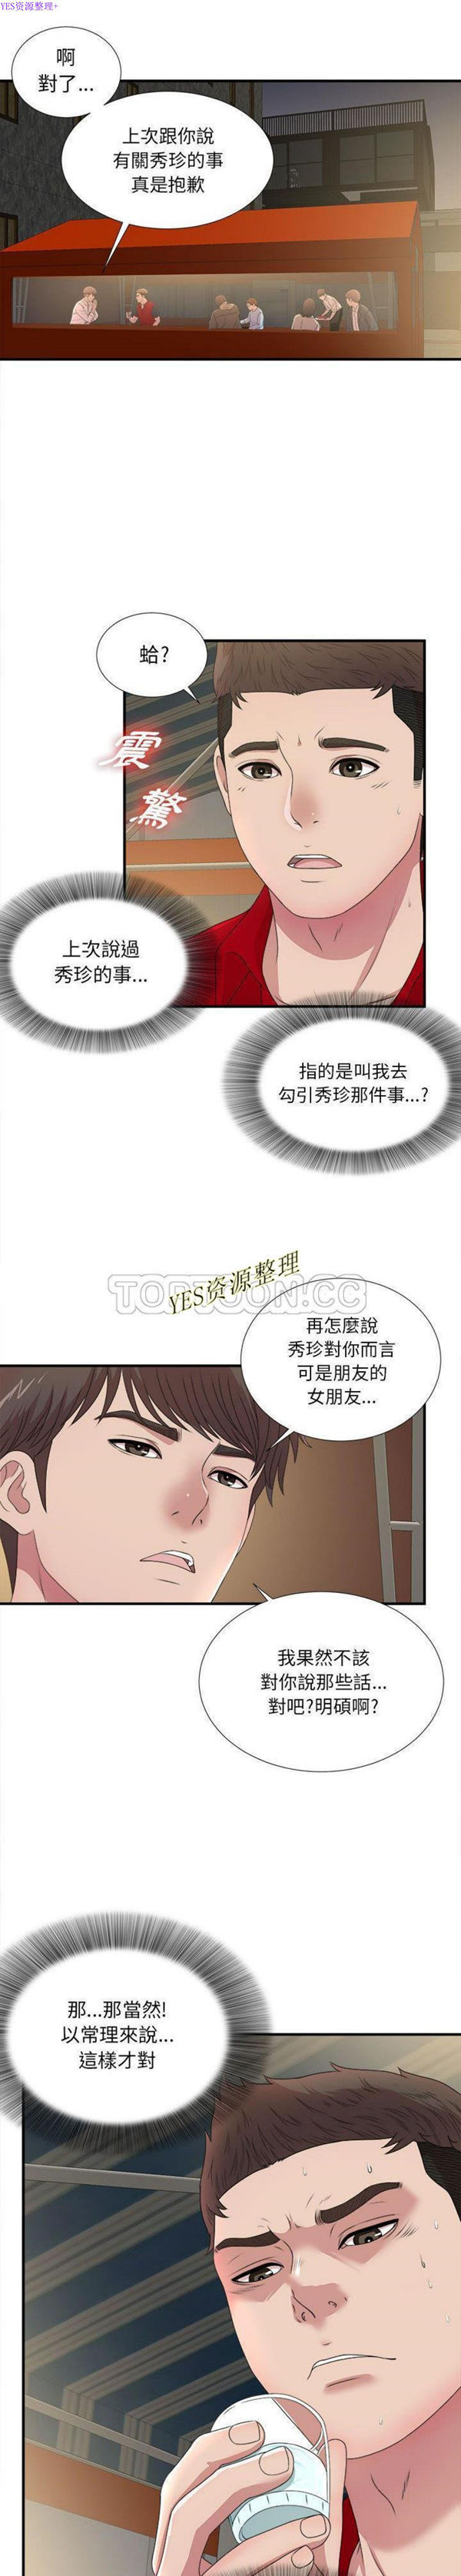 YES资源整理+
啊
對了...
上次跟你說
有關秀珍的事
真是抱歉
蛤?
震
驚
上次說過
秀珍的事...
指的是叫我去
勾引秀珍那件事...?
TOPTOON.CC
YES资源整理
再怎麼說
秀珍對你而言
可是朋友的
女朋友...
我果然不該
對你說那些話...
對吧?明碩啊?
那...那當然!
以常理來說...
這樣才對